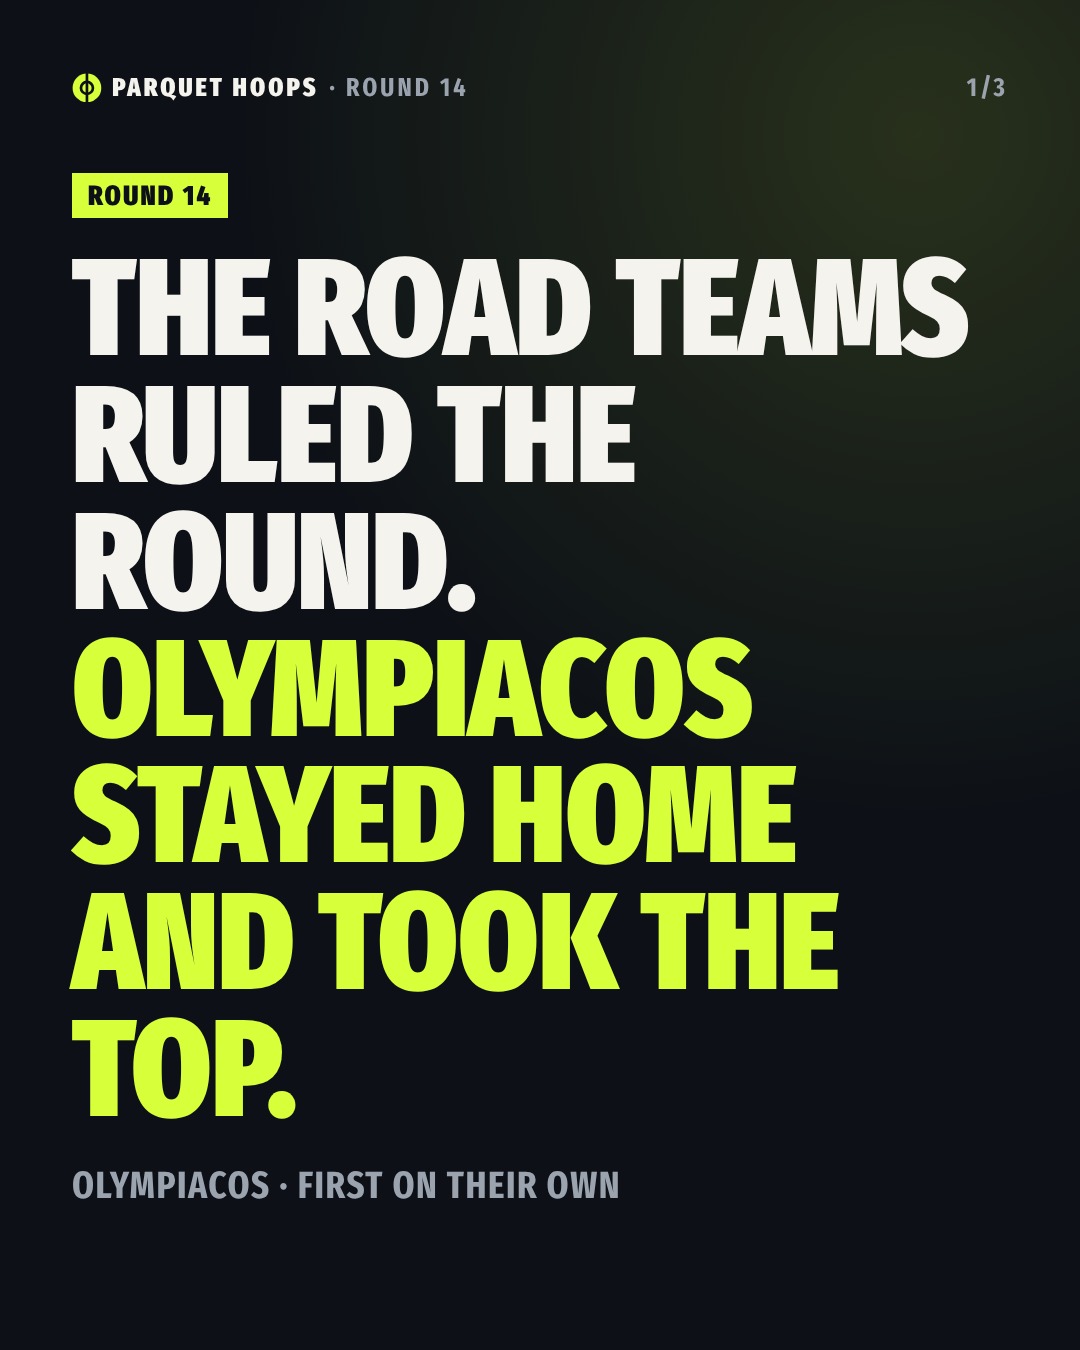 PARQUET HOOPS · ROUND 14
1/3
ROUND 14
THE ROAD TEAMS
RULED THE
ROUND.
OLYMPIACOS
STAYED HOME
AND TOOK THE
TOP.
OLYMPIACOS · FIRST ON THEIR OWN